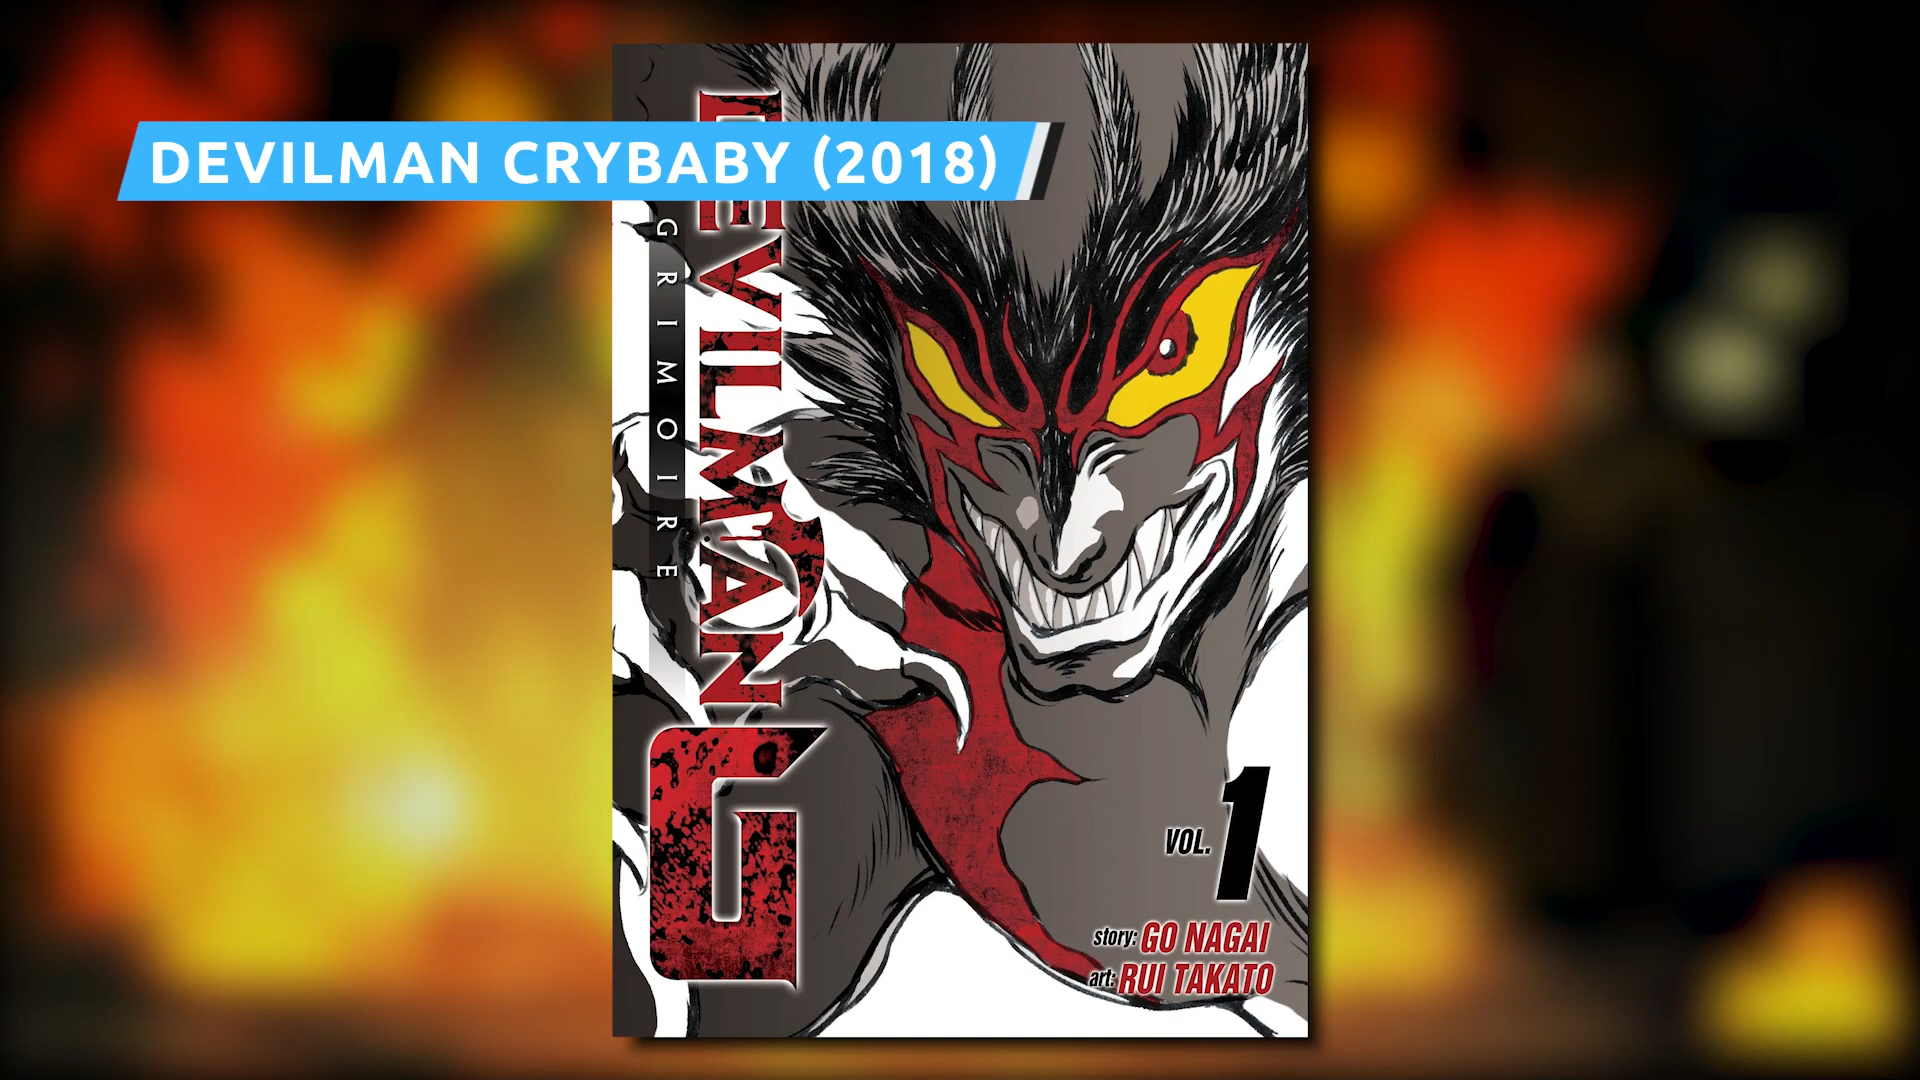 DEVILMAN CRYBABY (2018)
DEVILMAN
GRIMOIRE
G
VOL. 1
story: GO NAGAI
art: RUI TAKATO